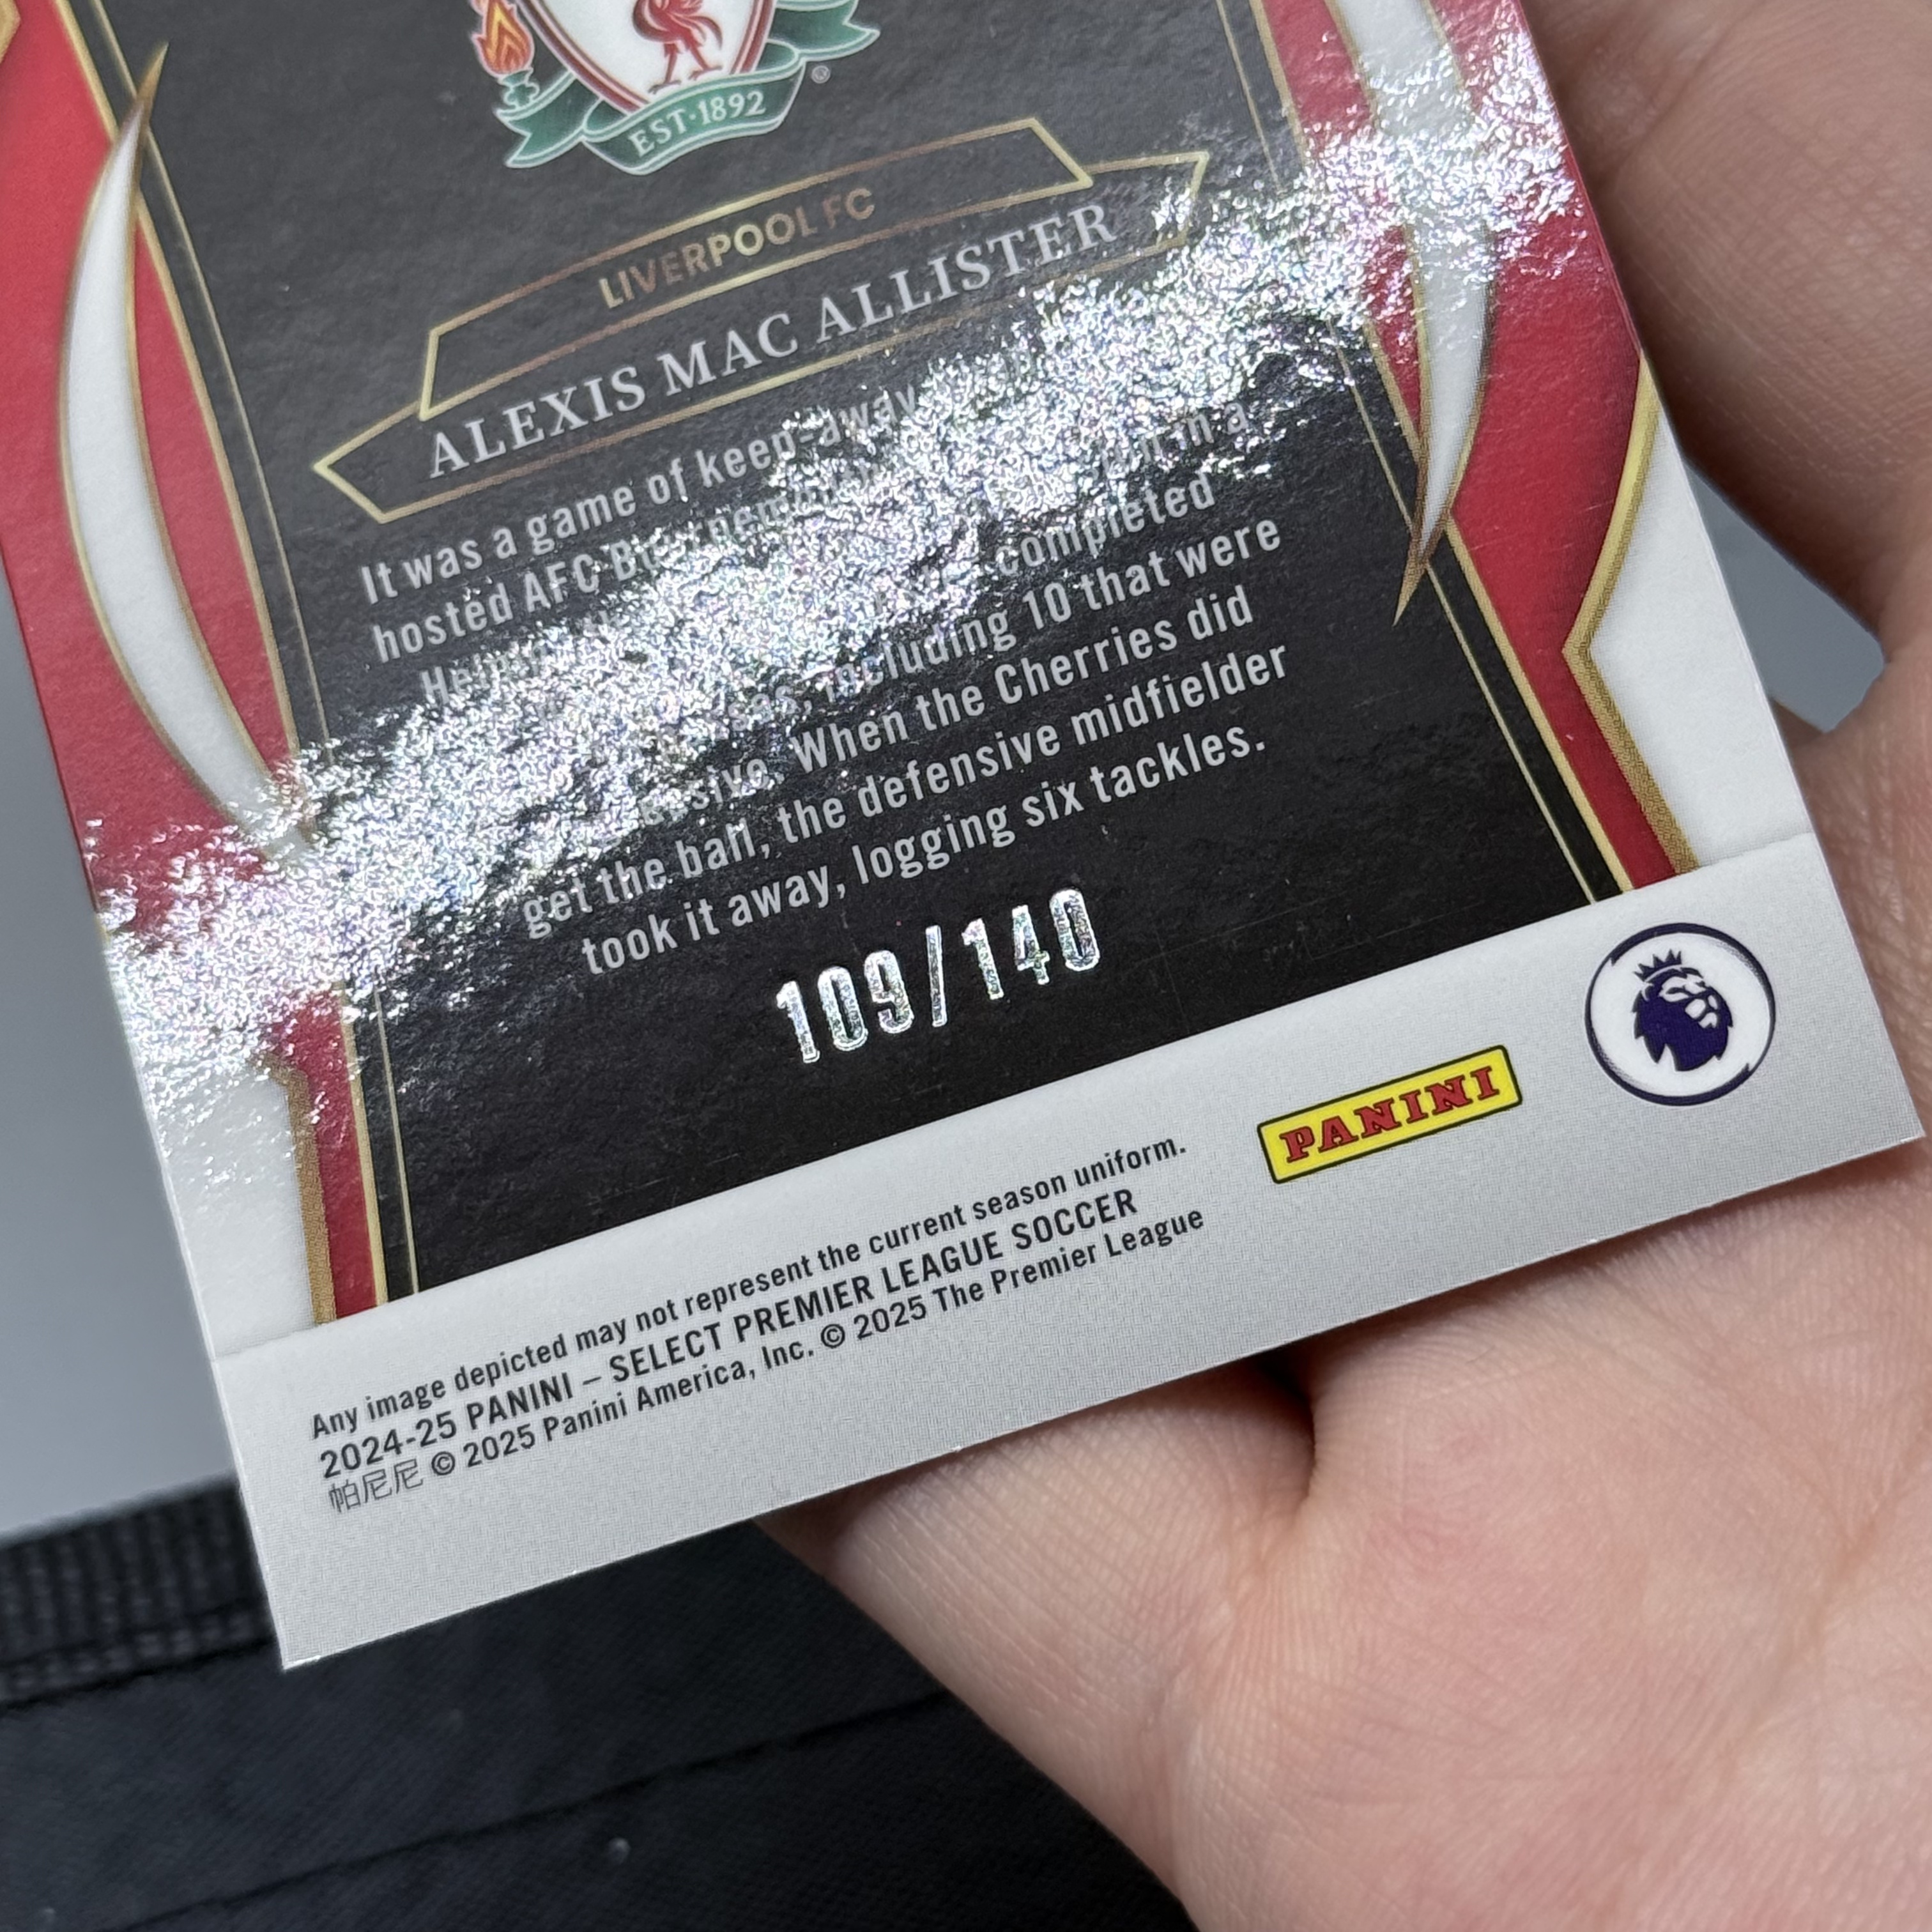 EST·1892
®
LIVERPOOL FC
ALEXIS MAC ALLISTER
It was a game of keep-away
hosted AFC Bournemouth in a
completed
including 10 that were
When the Cherries did
get the ball, the defensive midfielder
took it away, logging six tackles.
109/140
Any image depicted may not represent the current season uniform.
2024-25 PANINI – SELECT PREMIER LEAGUE SOCCER
帕尼尼 © 2025 Panini America, Inc. © 2025 The Premier League
PANINI